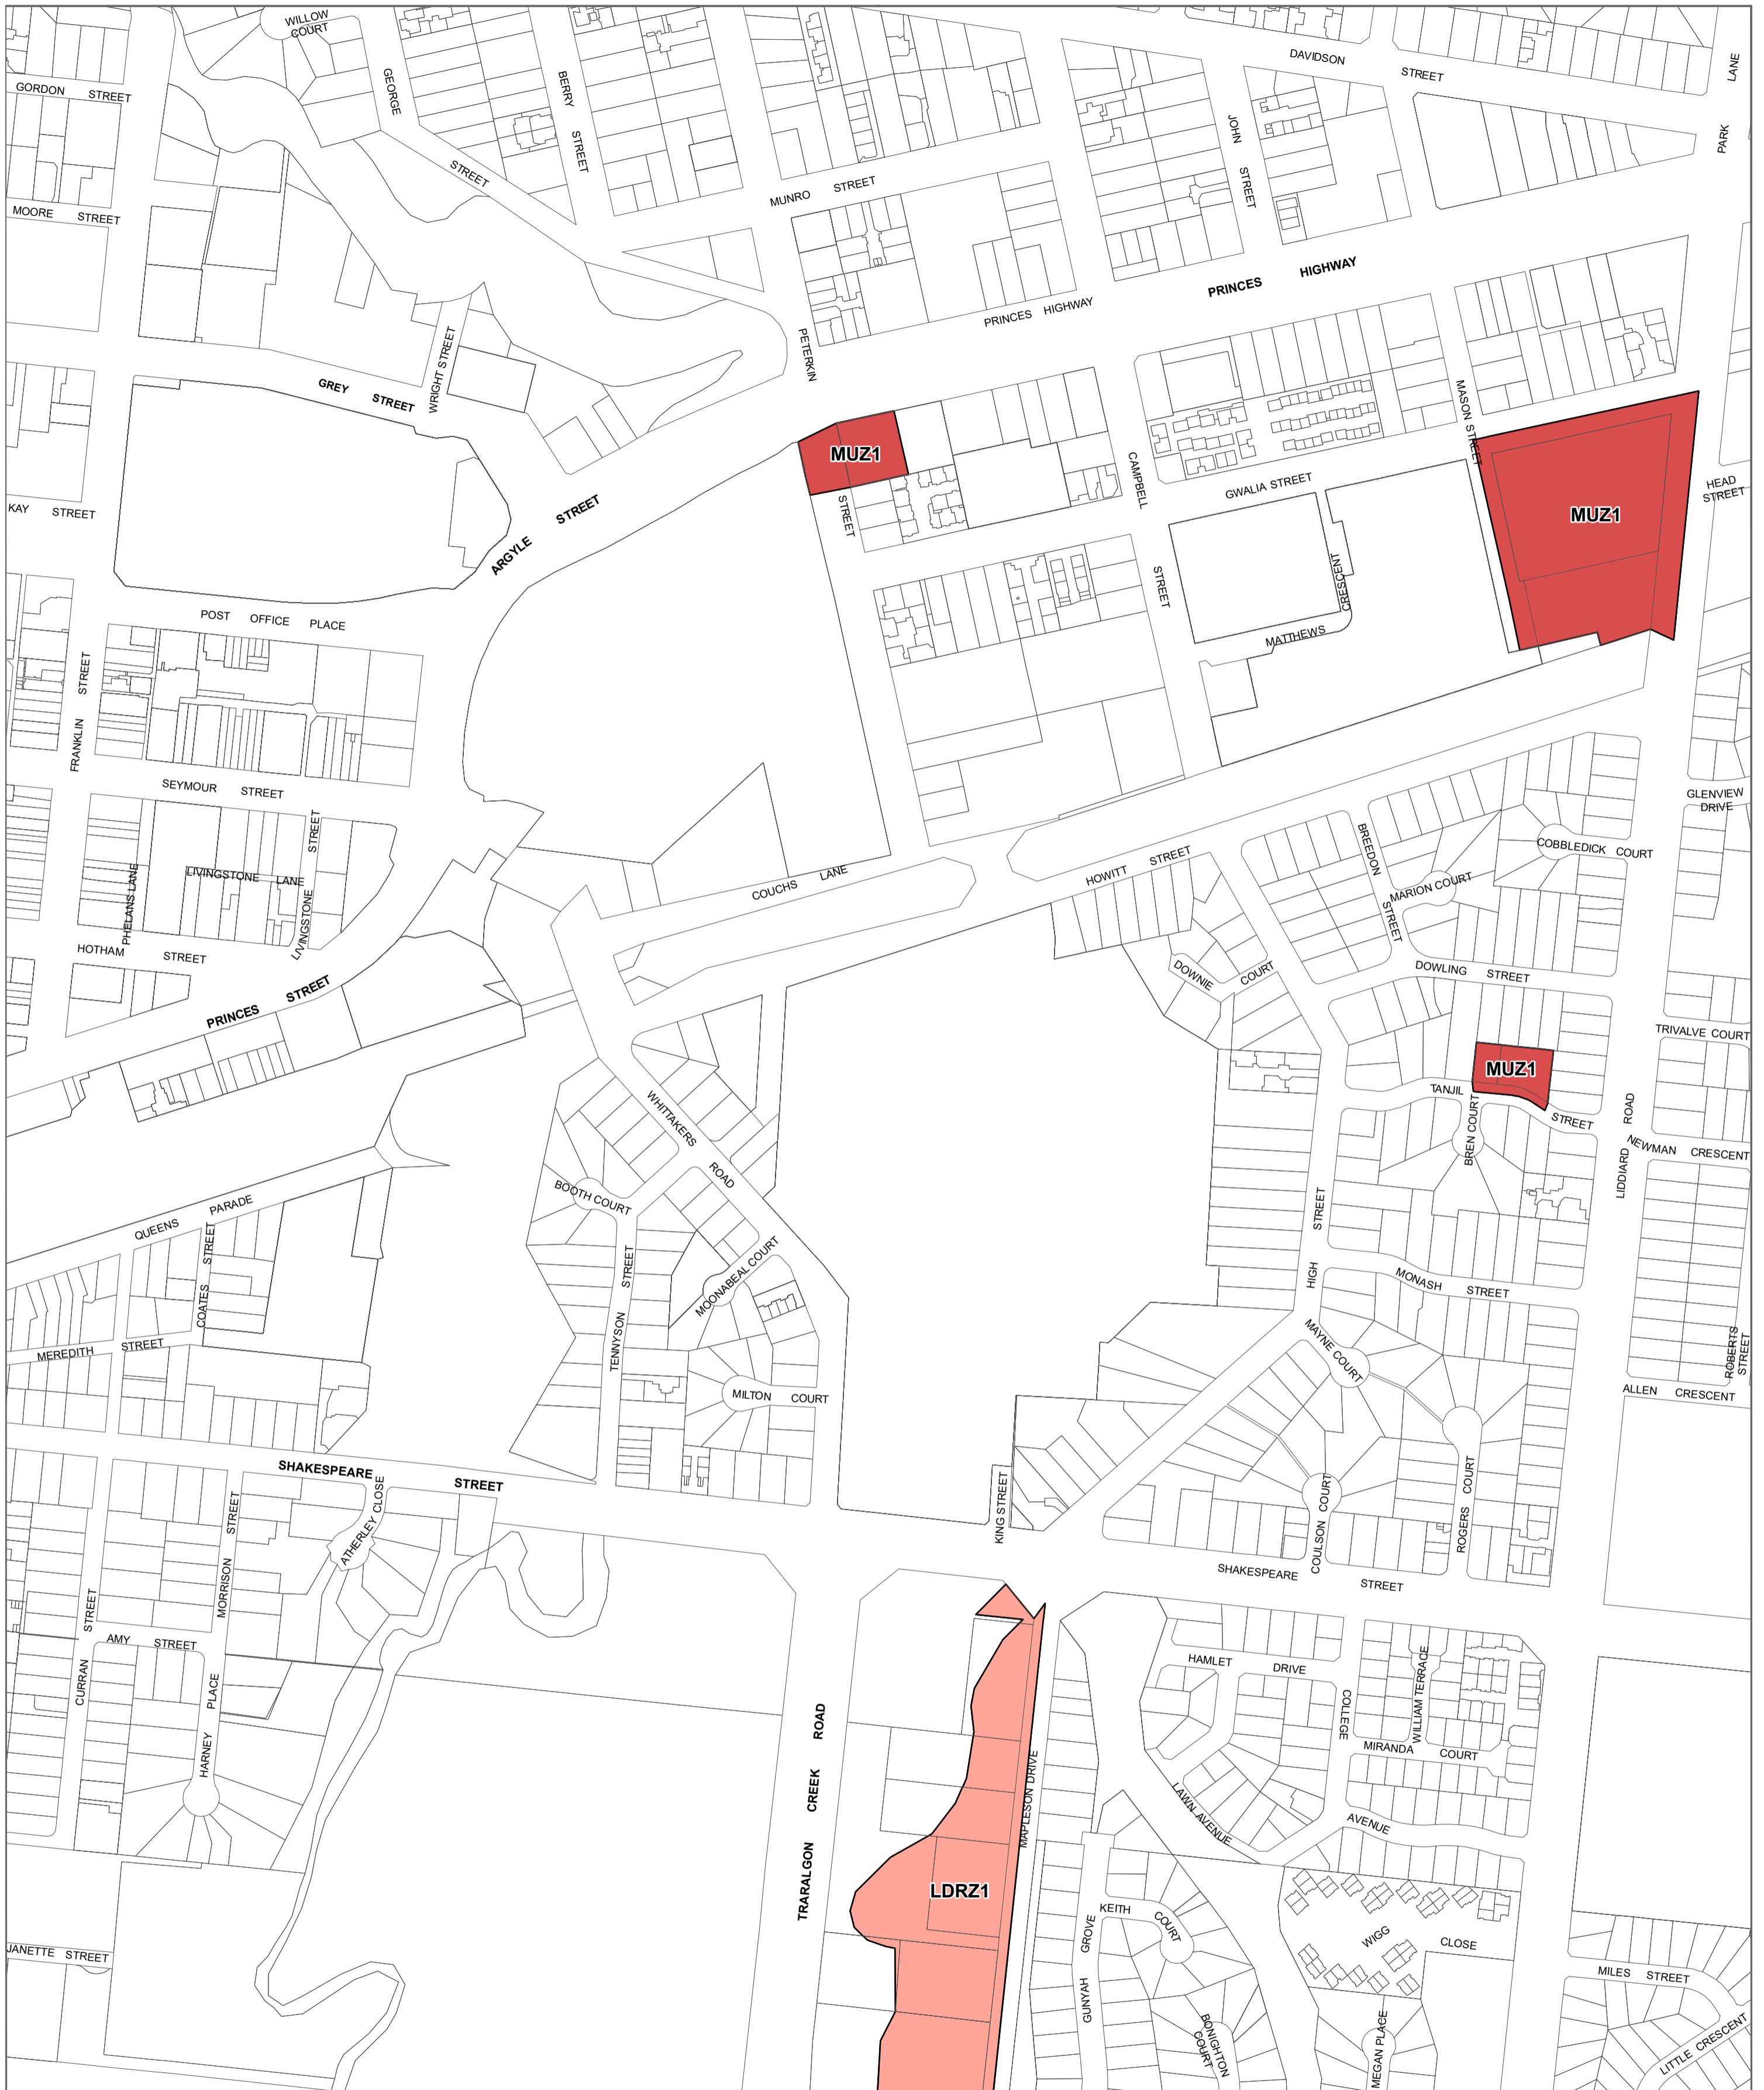 WILLOW
COURT
DAVIDSON STREET
LANE
PARK
GORDON STREET
GEORGE
STREET
BERRY
STREET
JOHN
STREET
MUNRO STREET
MOORE STREET
PRINCES HIGHWAY
PRINCES HIGHWAY
PETERKIN
STREET
WRIGHT STREET
GREY STREET
MASON STREET
MUZ1
CAMPBELL
STREET
GWALIA STREET
HEAD
STREET
MUZ1
KAY STREET
ARGYLE STREET
CRESCENT
MATTHEWS
POST OFFICE PLACE
FRANKLIN STREET
SEYMOUR STREET
GLENVIEW
DRIVE
LIVINGSTONE STREET
LIVINGSTONE LANE
PHELANS LANE
COUCHS LANE
HOWITT STREET
BREEDON
STREET
COBBLEDICK COURT
MARION COURT
HOTHAM STREET
DOWNIE COURT
DOWLING STREET
PRINCES STREET
TRIVALVE COURT
MUZ1
TANJIL
STREET
BREN COURT
LIDDIARD ROAD
NEWMAN CRESCENT
WHITTAKERS
ROAD
BOOTH COURT
QUEENS PARADE
COATES STREET
TENNYSON STREET
MOONABEAL COURT
HIGH STREET
MONASH STREET
MAYNE COURT
ROBERTS
STREET
MEREDITH STREET
MILTON COURT
ALLEN CRESCENT
SHAKESPEARE STREET
ATHERLEY CLOSE
MORRISON STREET
KING STREET
COULSON COURT
ROGERS COURT
SHAKESPEARE STREET
CURRAN STREET
AMY STREET
HARNEY PLACE
HAMLET DRIVE
COLLEGE
WILLIAM TERRACE
MIRANDA COURT
TRARALGON CREEK ROAD
MAPLESON DRIVE
LAWN AVENUE
AVENUE
LDRZ1
KEITH COURT
GUNYAH GROVE
WIGG CLOSE
JANETTE STREET
MILES STREET
BONIGHTON
COURT
MEGAN PLACE
LITTLE CRESCENT